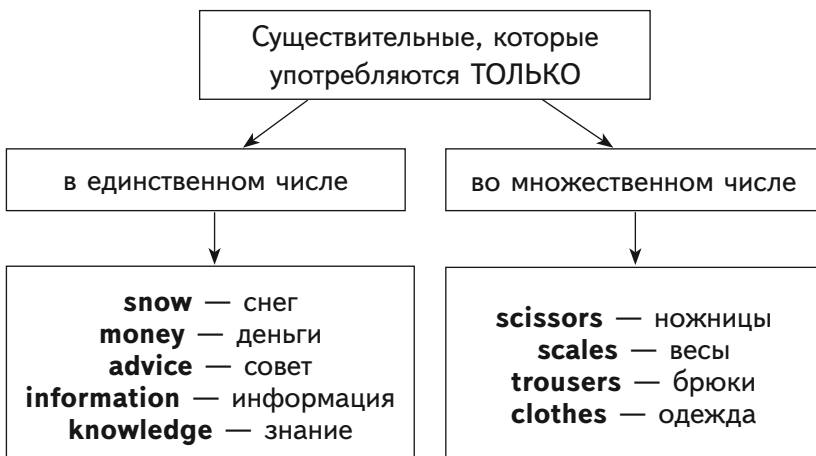 Существительные, которые
употребляются ТОЛЬКО
в единственном числе
во множественном числе
snow — снег
money — деньги
advice — совет
information — информация
knowledge — знание
scissors — ножницы
scales — весы
trousers — брюки
clothes — одежда